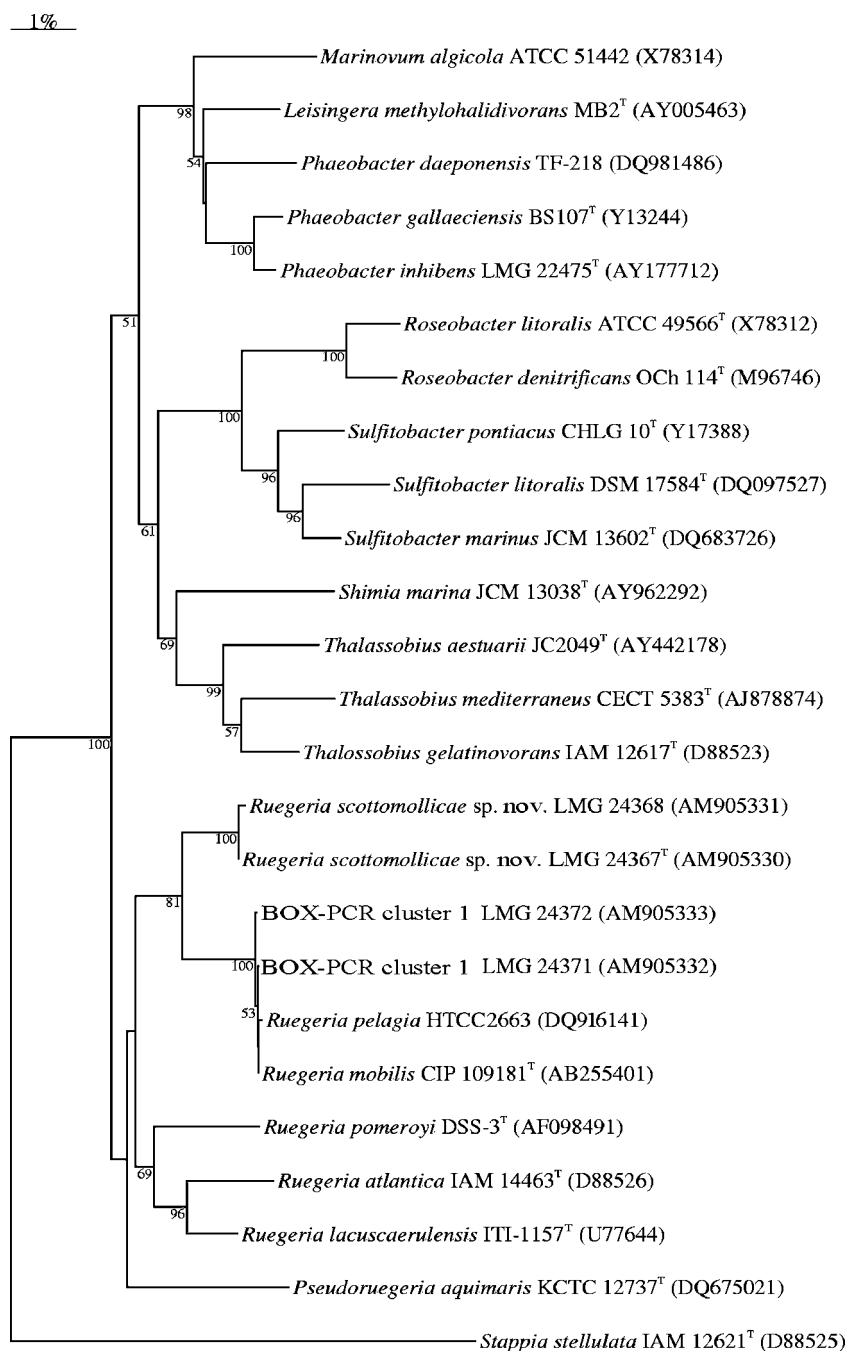 1%
Marinovum algicola ATCC 51442 (X78314)
98
Leisingera methylohalidivorans MB2ᵀ (AY005463)
54
Phaeobacter daeponensis TF-218 (DQ981486)
Phaeobacter gallaeciensis BS107ᵀ (Y13244)
100
Phaeobacter inhibens LMG 22475ᵀ (AY177712)
51
Roseobacter litoralis ATCC 49566ᵀ (X78312)
100
Roseobacter denitrificans OCh 114ᵀ (M96746)
100
Sulfitobacter pontiacus CHLG 10ᵀ (Y17388)
96
Sulfitobacter litoralis DSM 17584ᵀ (DQ097527)
96
Sulfitobacter marinus JCM 13602ᵀ (DQ683726)
61
Shimia marina JCM 13038ᵀ (AY962292)
69
Thalassobius aestuarii JC2049ᵀ (AY442178)
99
Thalassobius mediterraneus CECT 5383ᵀ (AJ878874)
57
Thalossobius gelatinovorans IAM 12617ᵀ (D88523)
100
Ruegeria scottomollicae sp. nov. LMG 24368 (AM905331)
100
Ruegeria scottomollicae sp. nov. LMG 24367ᵀ (AM905330)
81
BOX-PCR cluster 1 LMG 24372 (AM905333)
100
BOX-PCR cluster 1 LMG 24371 (AM905332)
53
Ruegeria pelagia HTCC2663 (DQ916141)
Ruegeria mobilis CIP 109181ᵀ (AB255401)
Ruegeria pomeroyi DSS-3ᵀ (AF098491)
69
Ruegeria atlantica IAM 14463ᵀ (D88526)
96
Ruegeria lacuscaerulensis ITI-1157ᵀ (U77644)
Pseudoruegeria aquimaris KCTC 12737ᵀ (DQ675021)
Stappia stellulata IAM 12621ᵀ (D88525)